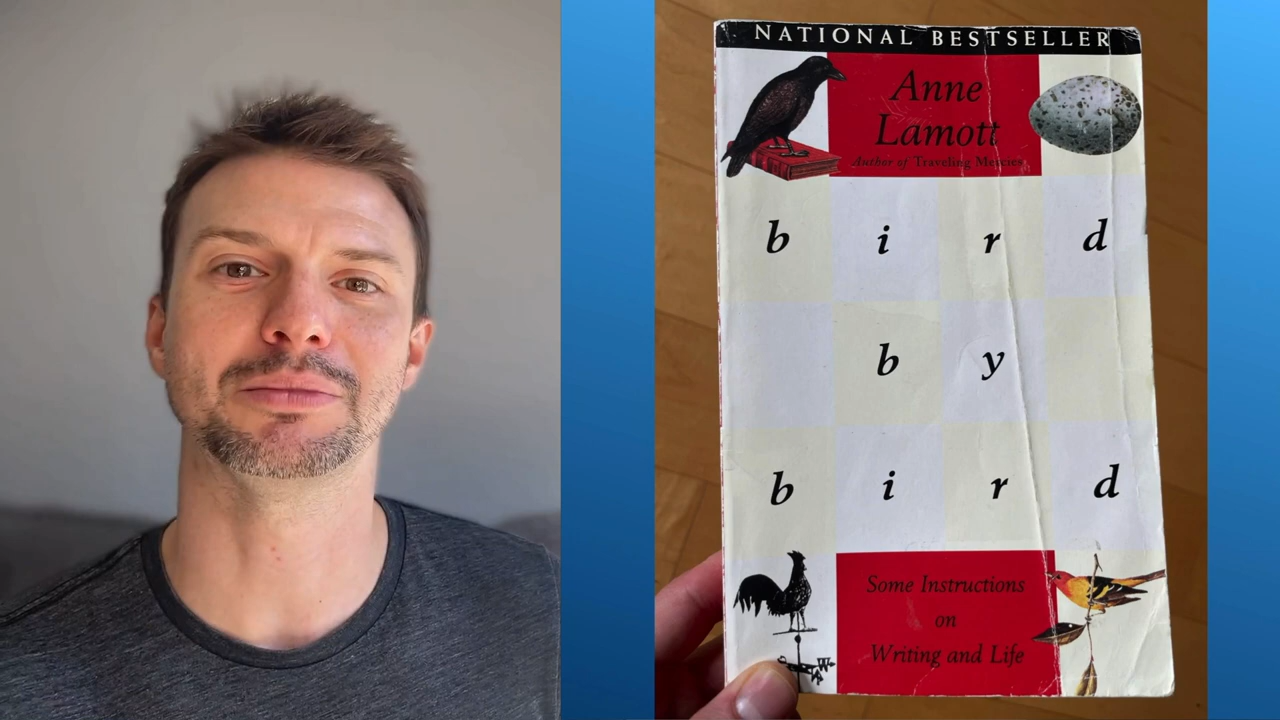 NATIONAL BESTSELLER
Anne
Lamott
Author of Traveling Mercies
b i r d
b y
b i r d
Some Instructions
on
Writing and Life
W